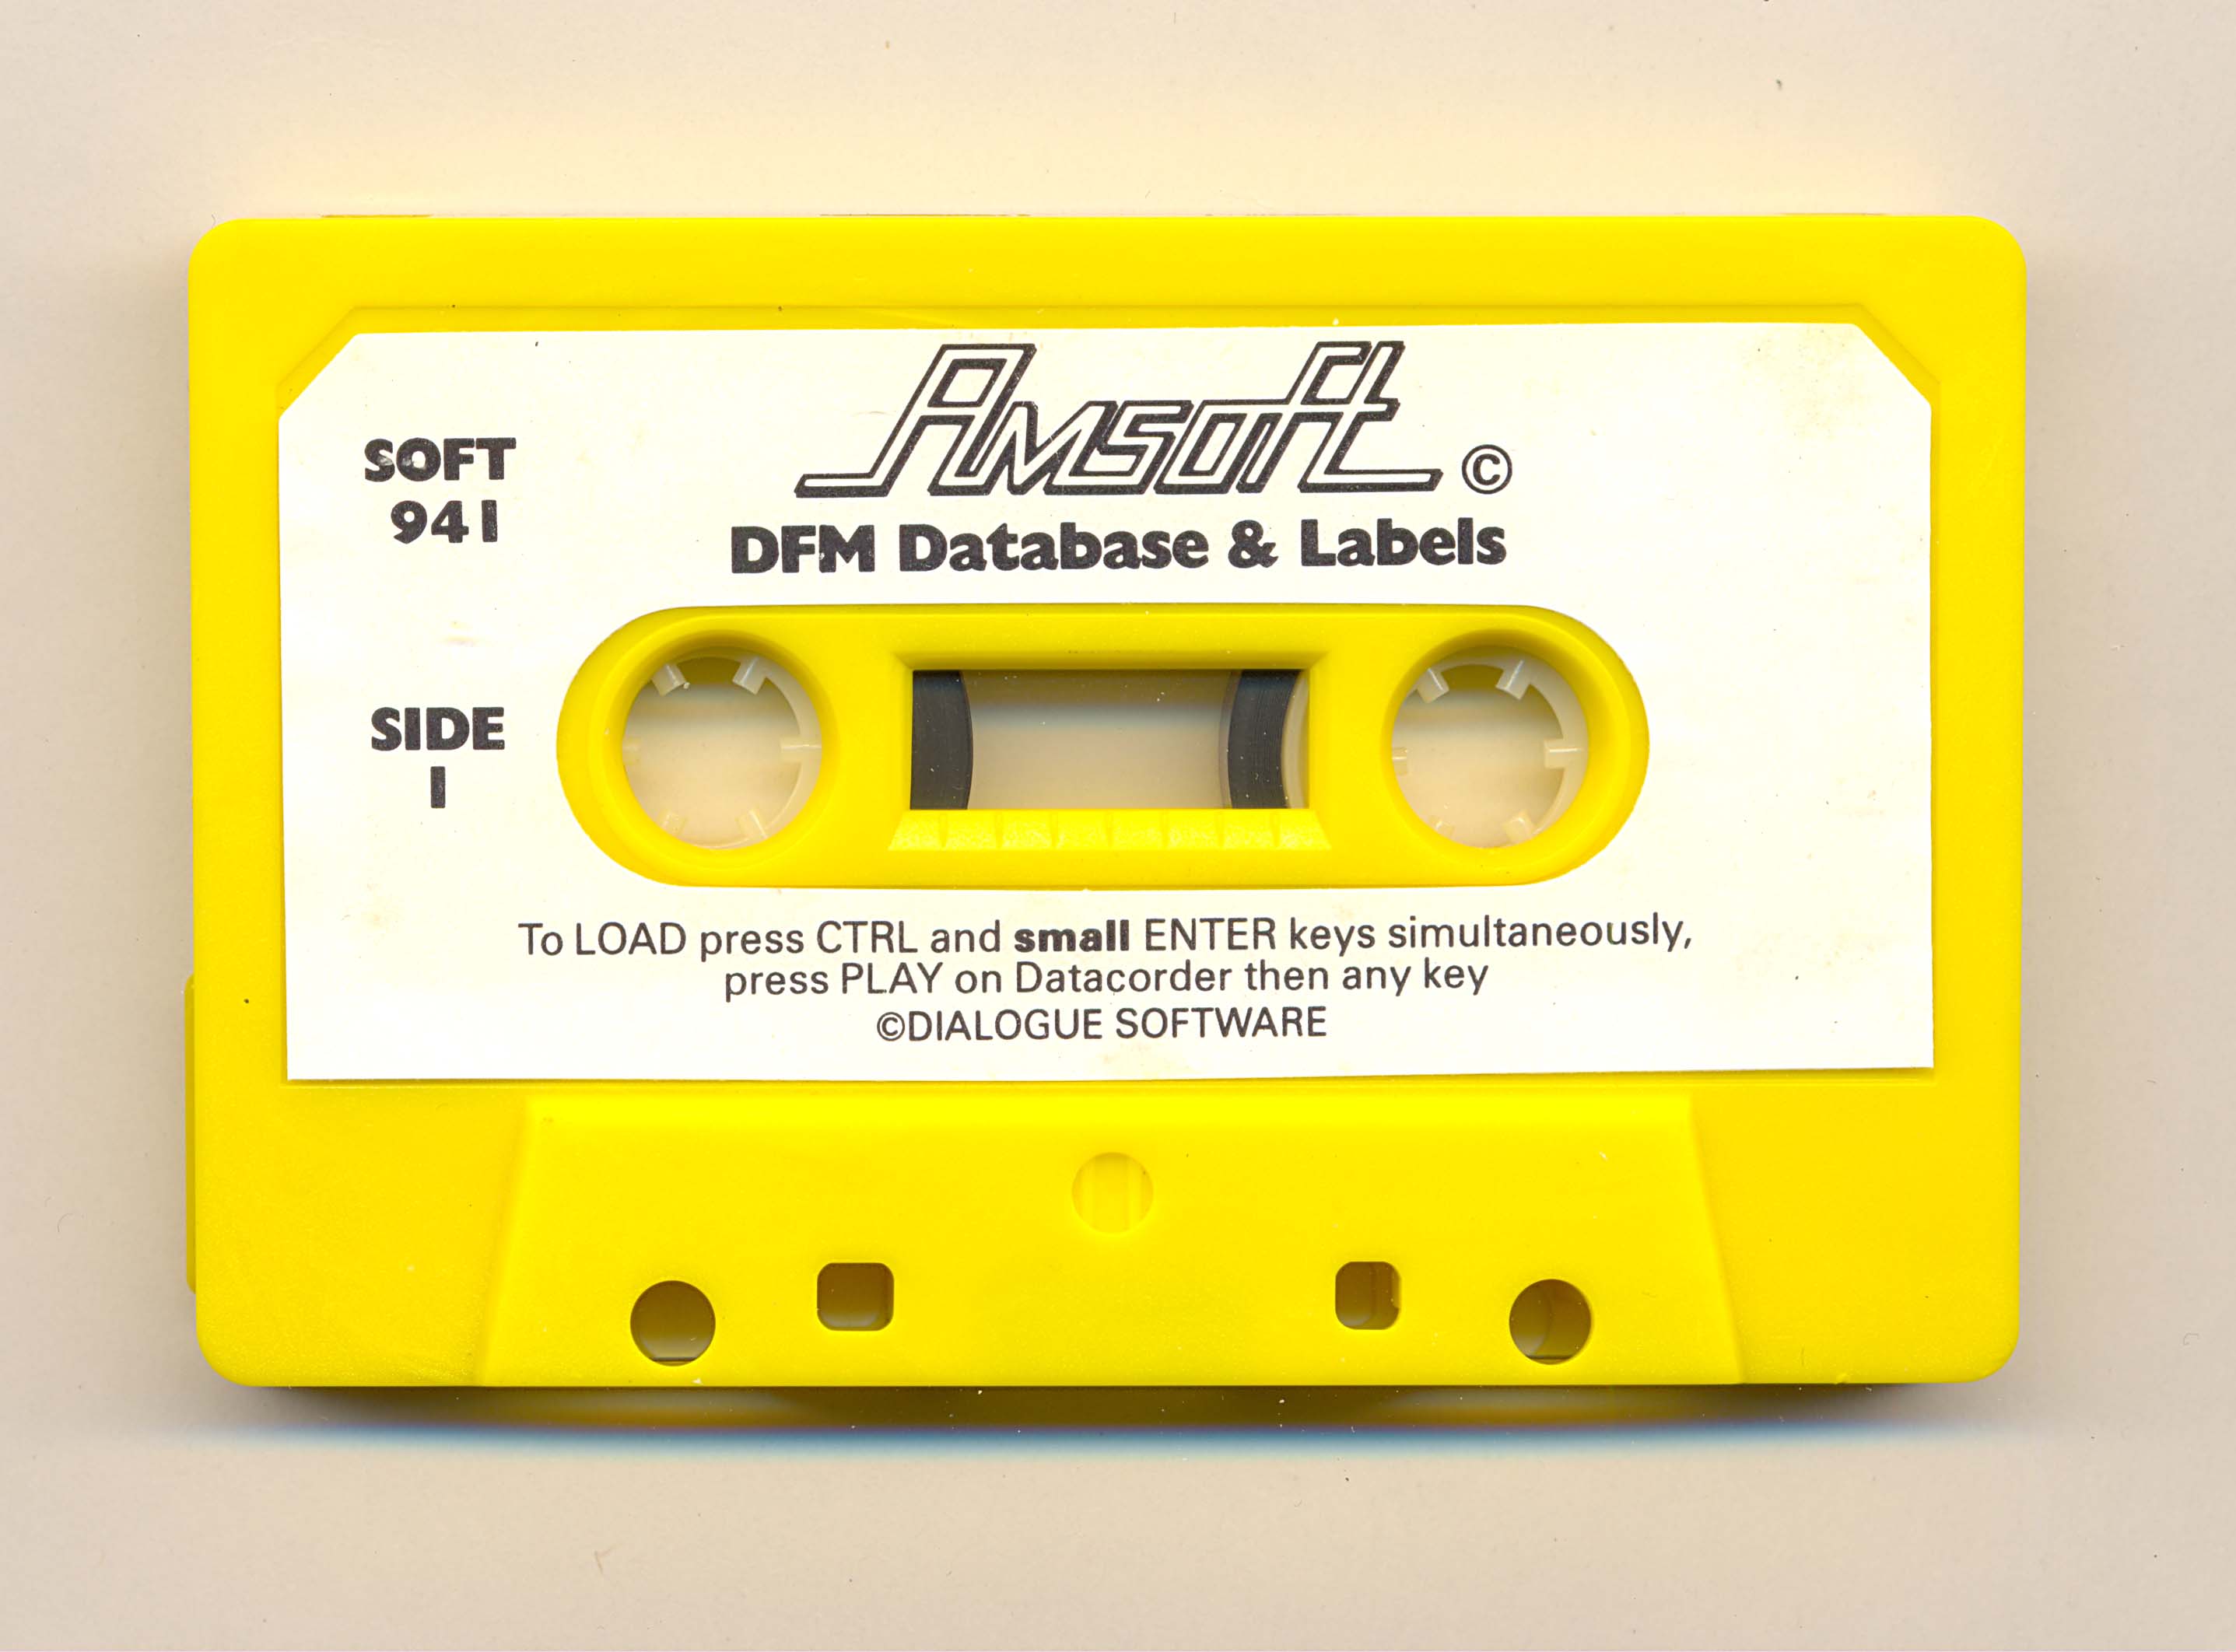 Amsoft ©
SOFT
941
DFM Database & Labels
SIDE
1
To LOAD press CTRL and small ENTER keys simultaneously,
press PLAY on Datacorder then any key
©DIALOGUE SOFTWARE